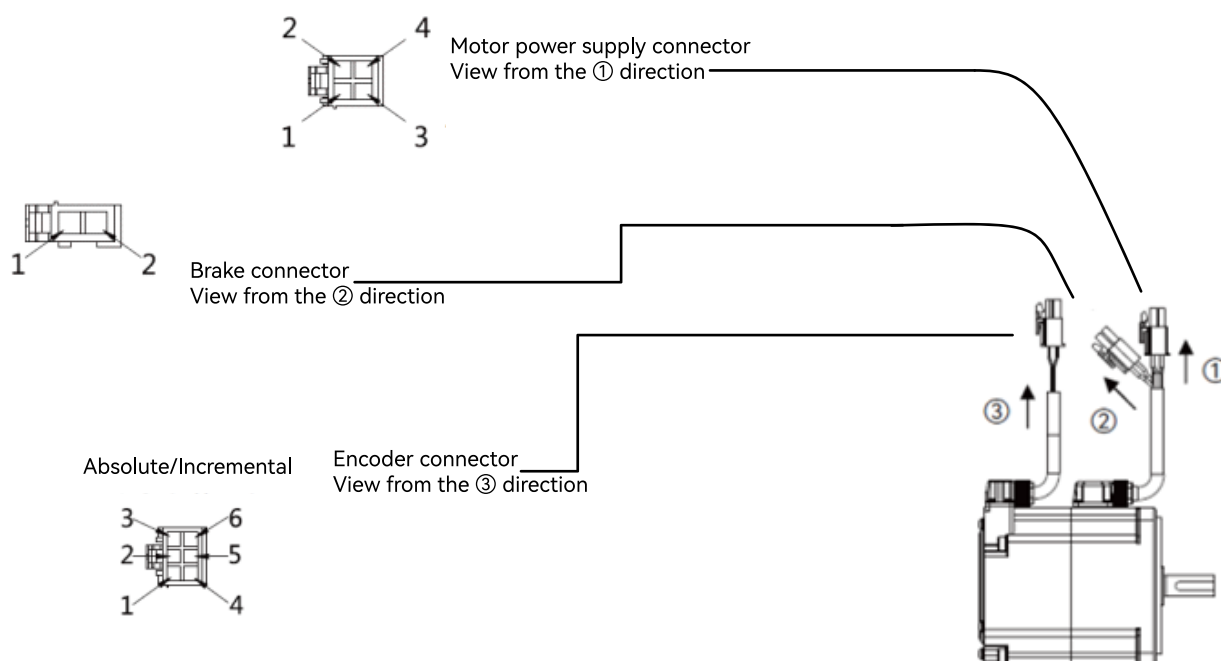 2 4
Motor power supply connector
View from the ① direction
1 3
1 2
Brake connector
View from the ② direction
①
③
②
Absolute/Incremental
Encoder connector
View from the ③ direction
3 6
2 5
1 4